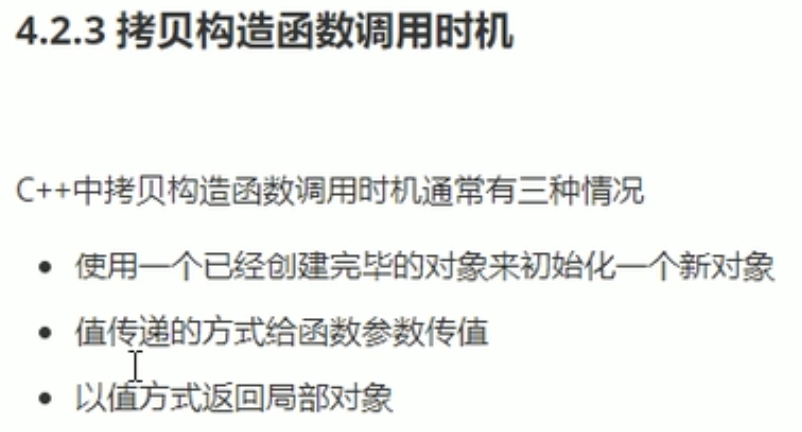 4.2.3 拷贝构造函数调用时机
C++中拷贝构造函数调用时机通常有三种情况
• 使用一个已经创建完毕的对象来初始化一个新对象
• 值传递的方式给函数参数传值
• 以值方式返回局部对象